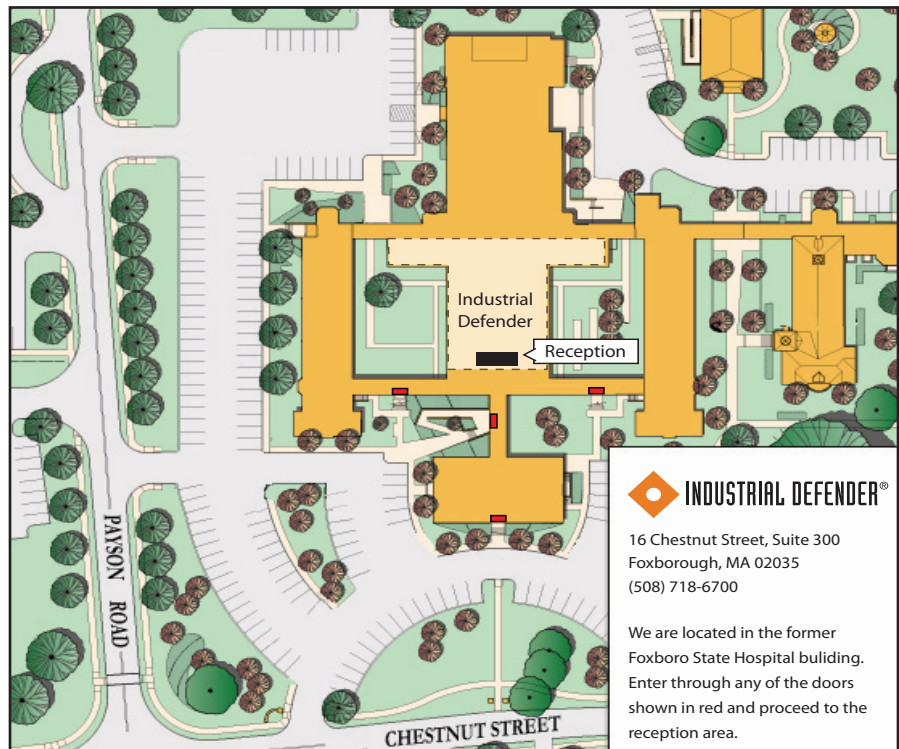 Industrial
Defender
Reception
PAYSON ROAD
CHESTNUT STREET
INDUSTRIAL DEFENDER®
16 Chestnut Street, Suite 300
Foxborough, MA 02035
(508) 718-6700
We are located in the former
Foxboro State Hospital buliding.
Enter through any of the doors
shown in red and proceed to the
reception area.